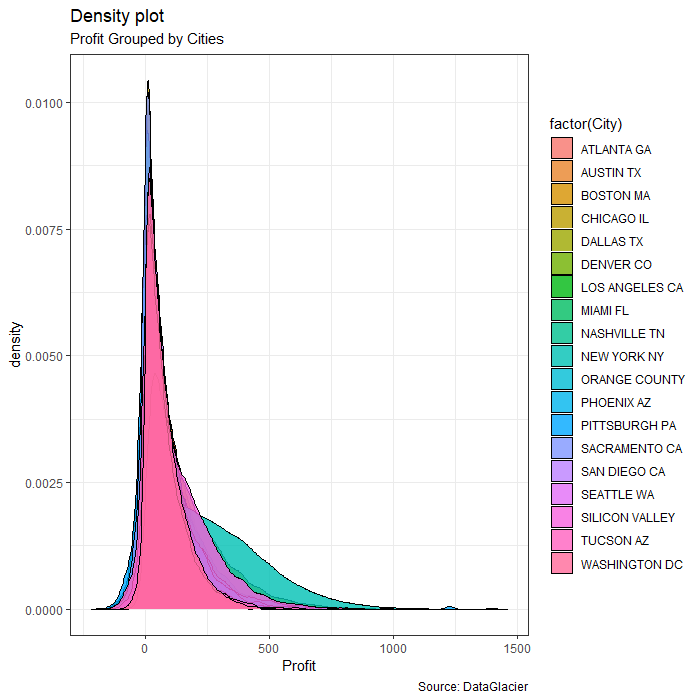 Density plot
Profit Grouped by Cities
0.0100
0.0075
0.0050
0.0025
0.0000
density
0
500
1000
1500
Profit
factor(City)
ATLANTA GA
AUSTIN TX
BOSTON MA
CHICAGO IL
DALLAS TX
DENVER CO
LOS ANGELES CA
MIAMI FL
NASHVILLE TN
NEW YORK NY
ORANGE COUNTY
PHOENIX AZ
PITTSBURGH PA
SACRAMENTO CA
SAN DIEGO CA
SEATTLE WA
SILICON VALLEY
TUCSON AZ
WASHINGTON DC
Source: DataGlacier